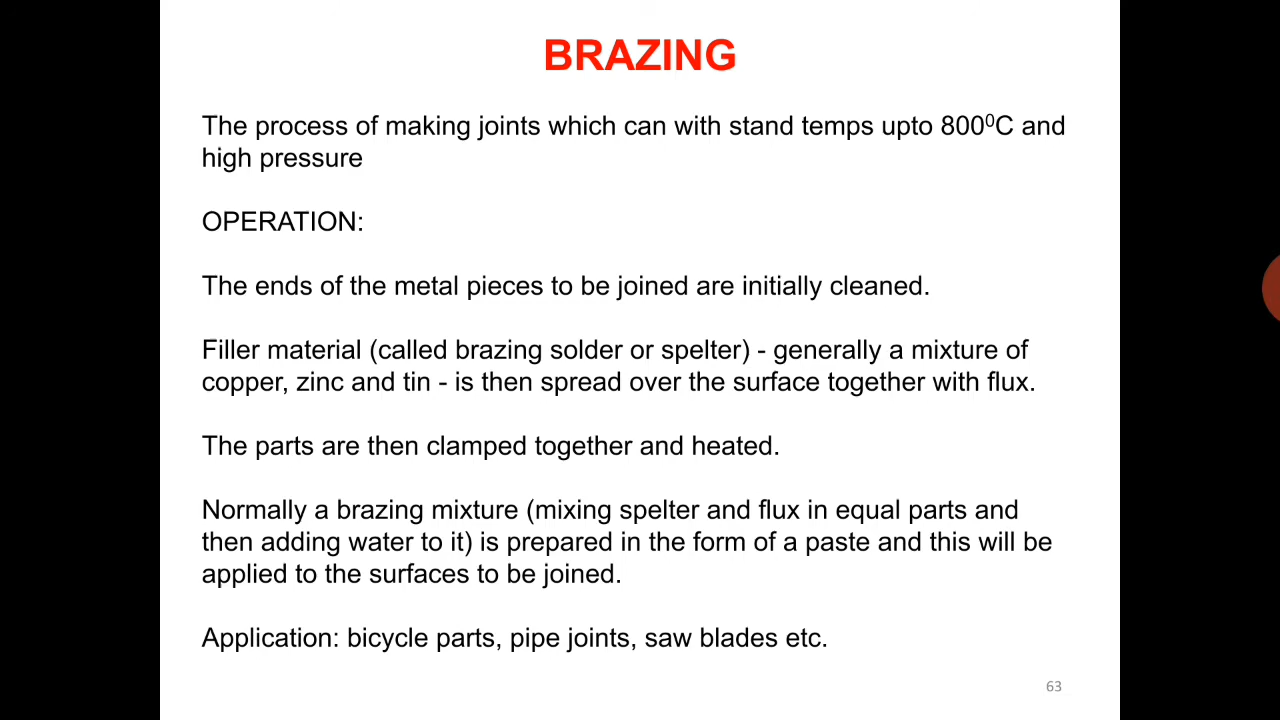 BRAZING
The process of making joints which can with stand temps upto 800⁰C and
high pressure
OPERATION:
The ends of the metal pieces to be joined are initially cleaned.
Filler material (called brazing solder or spelter) - generally a mixture of
copper, zinc and tin - is then spread over the surface together with flux.
The parts are then clamped together and heated.
Normally a brazing mixture (mixing spelter and flux in equal parts and
then adding water to it) is prepared in the form of a paste and this will be
applied to the surfaces to be joined.
Application: bicycle parts, pipe joints, saw blades etc.
63